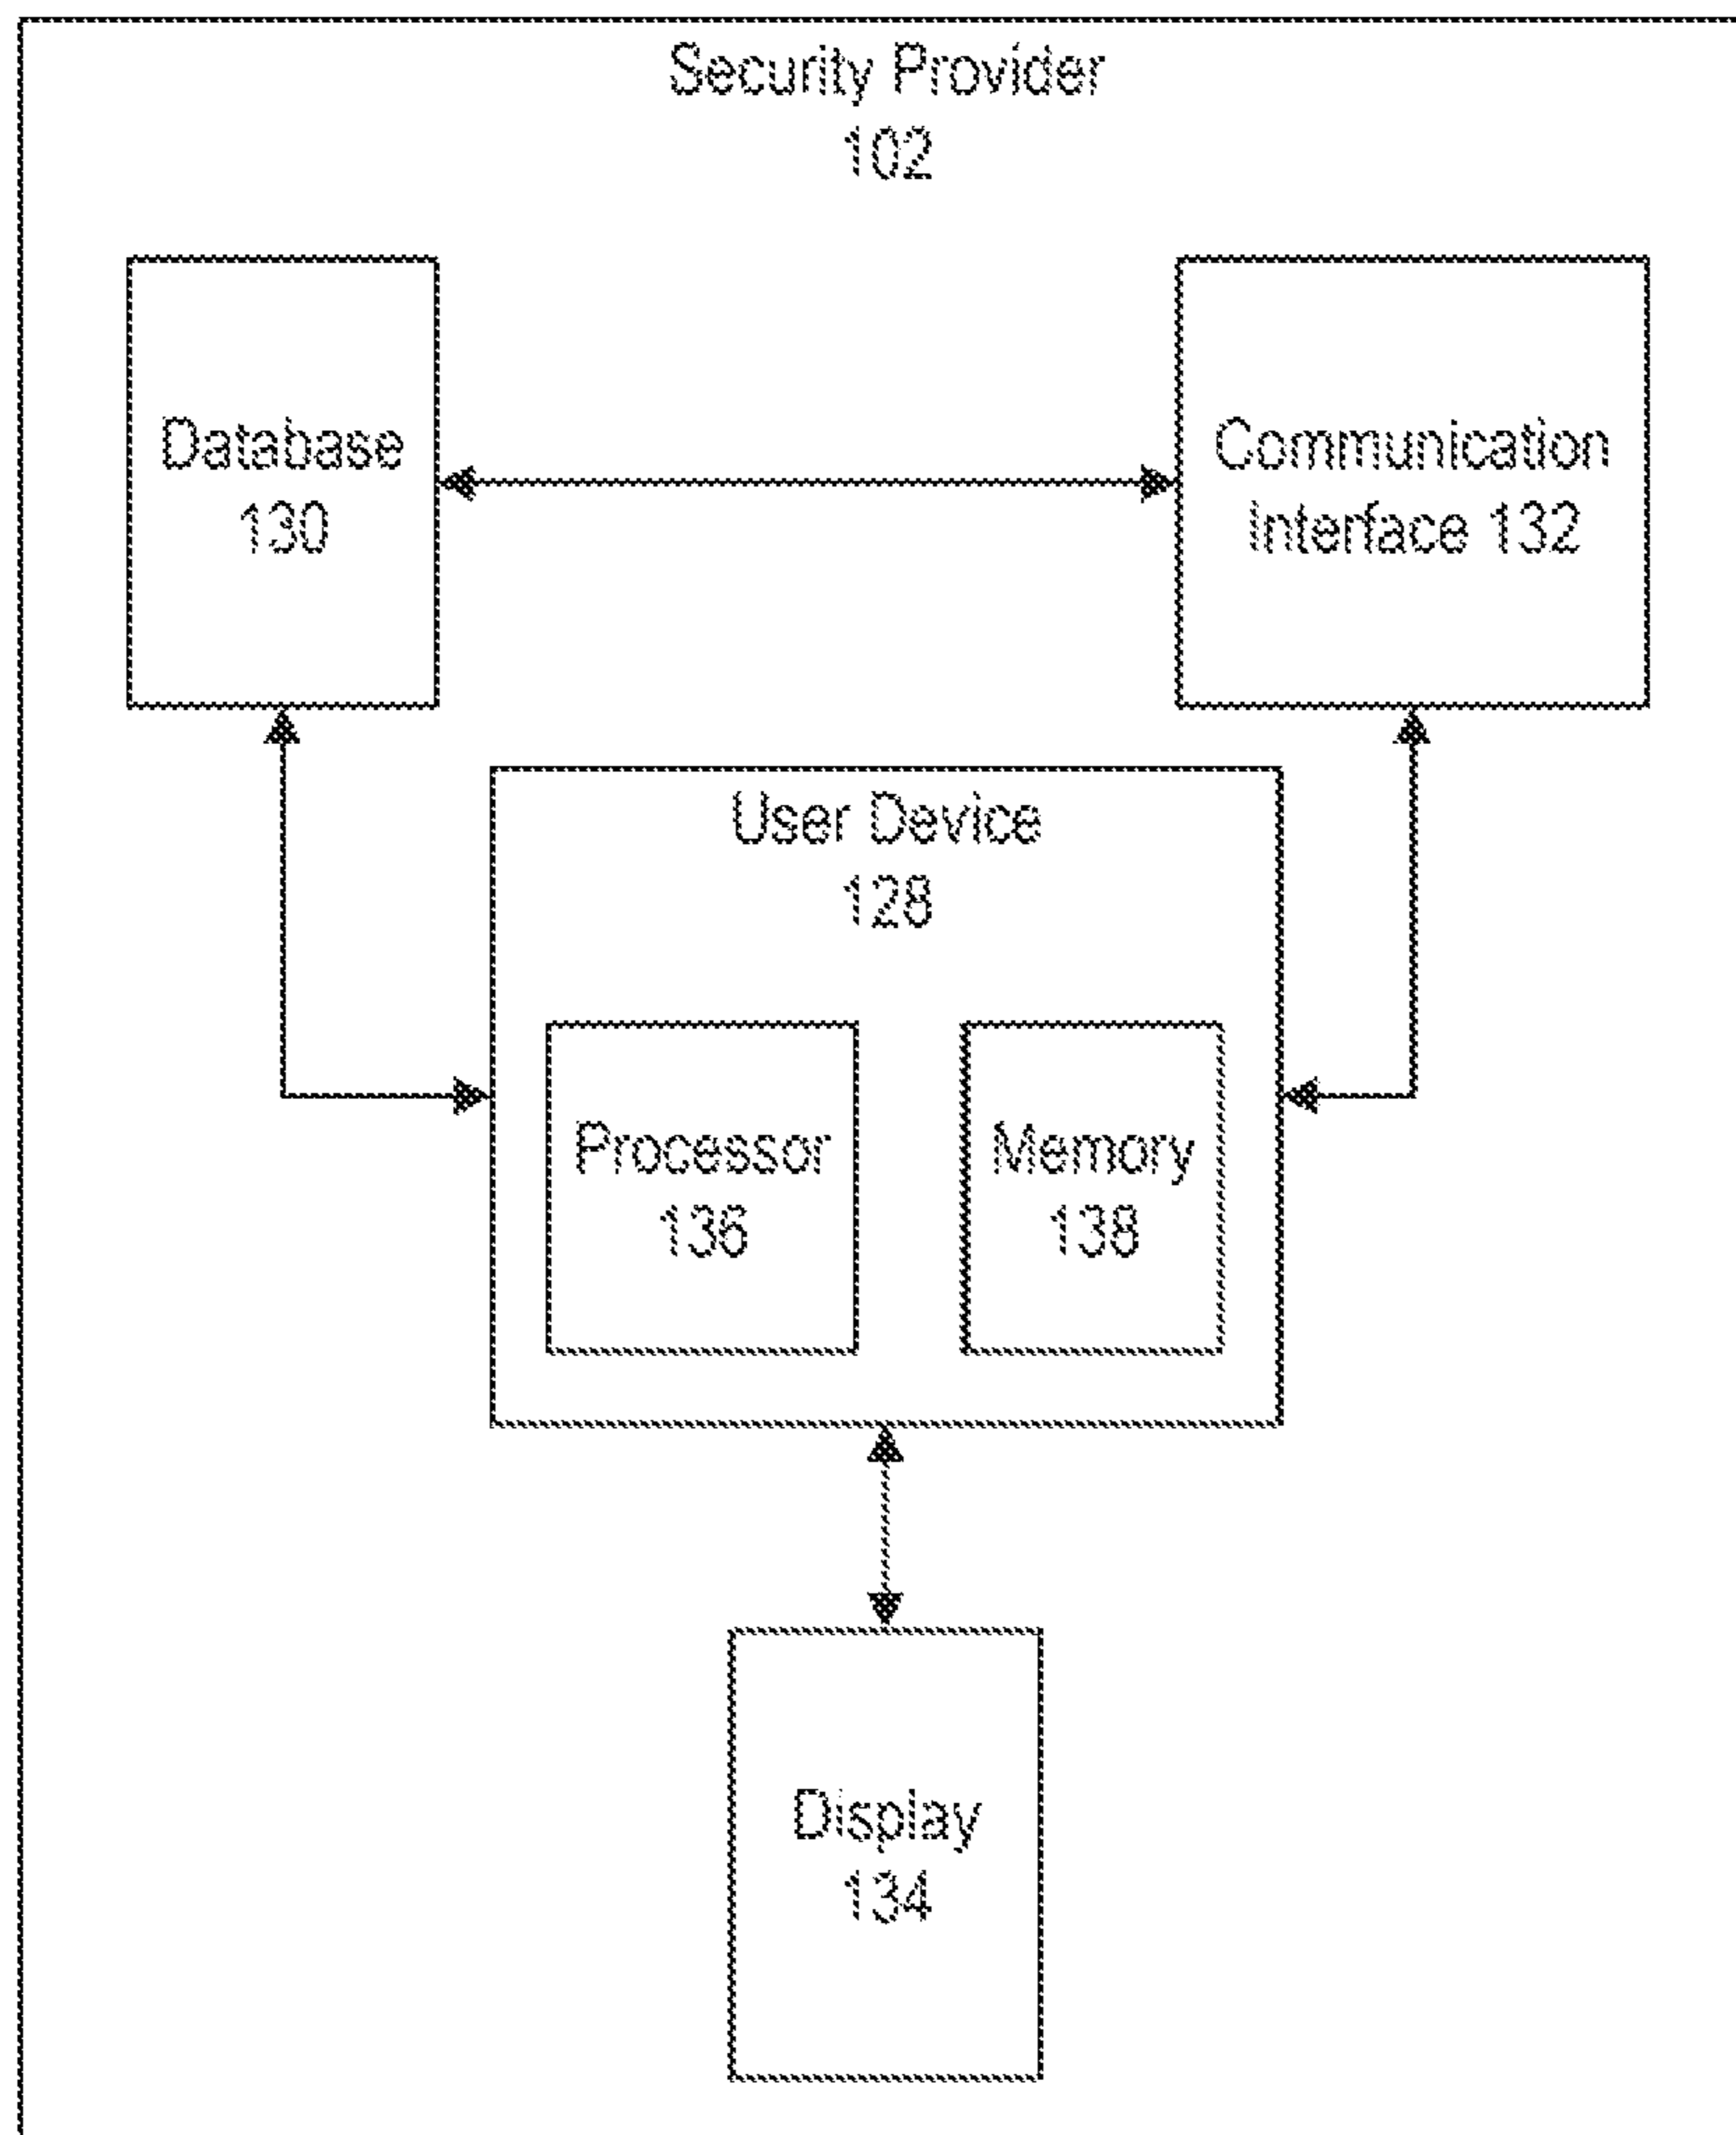 Security Provider
102
Database
130
Communication
Interface 132
User Device
128
Processor
136
Memory
138
Display
134